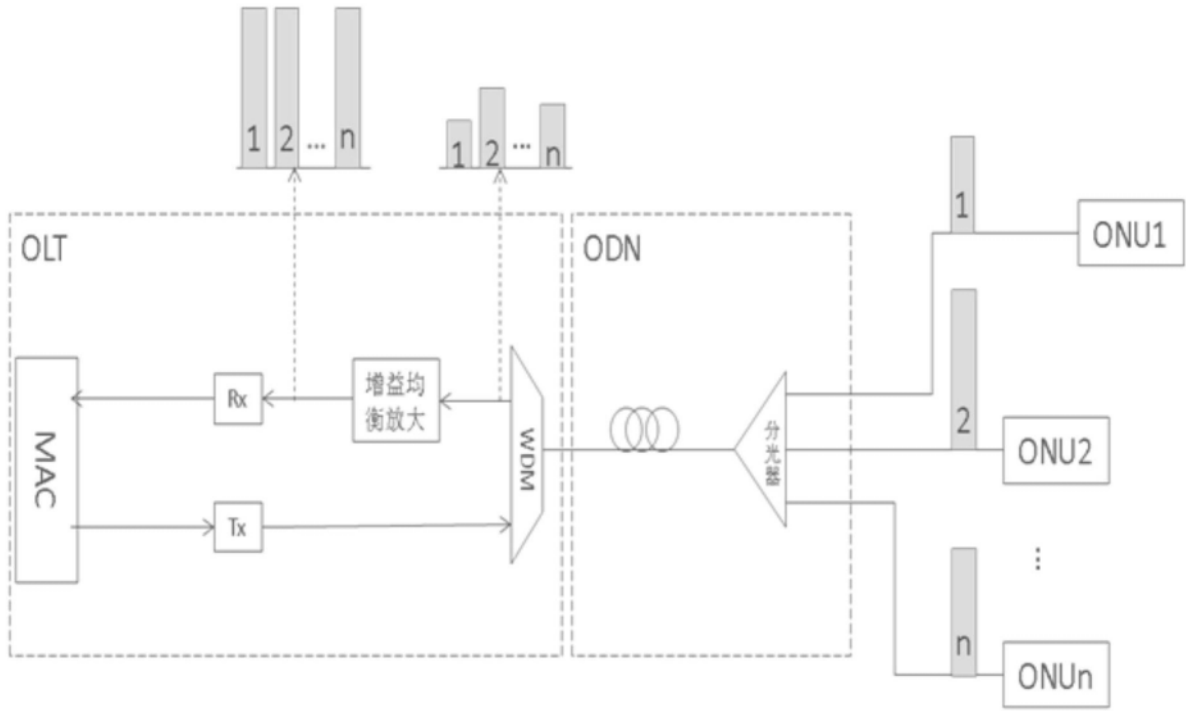 1 2 ... n
1 2 ... n
1
ONU1
OLT
ODN
增益均
衡放大
Rx
MAC
WDM
分光器
2
ONU2
Tx
n
ONUn